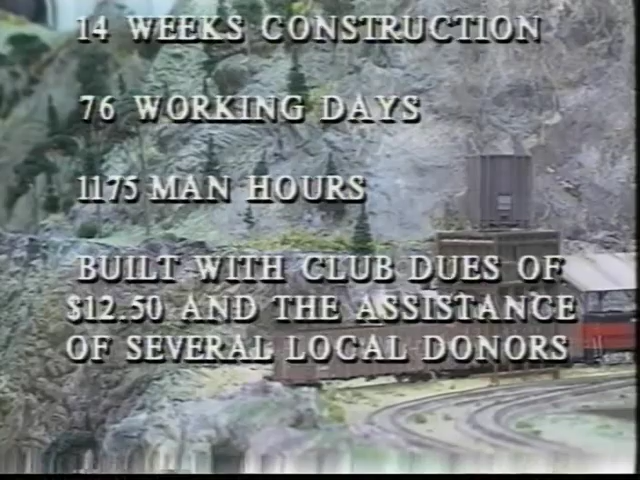 14 WEEKS CONSTRUCTION
76 WORKING DAYS
1175 MAN HOURS
BUILT WITH CLUB DUES OF
$12.50 AND THE ASSISTANCE
OF SEVERAL LOCAL DONORS